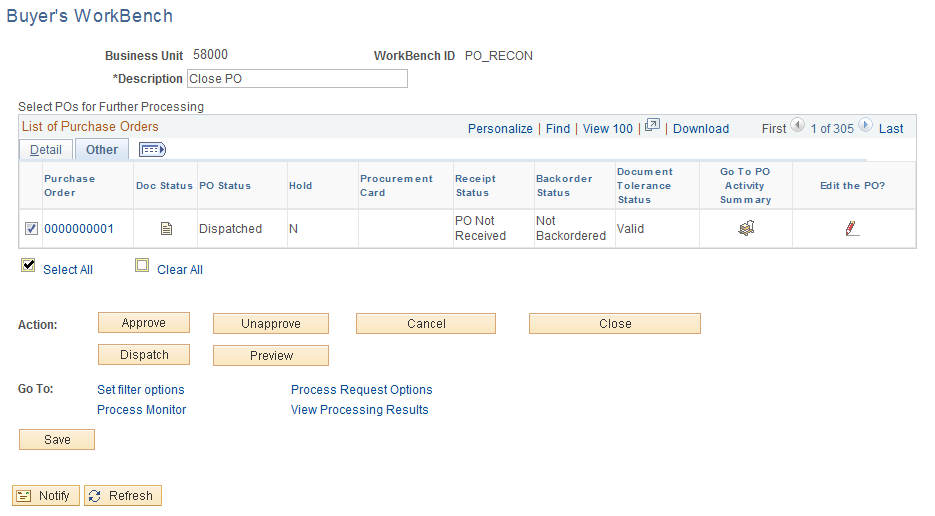 Buyer's WorkBench
Business Unit 58000 WorkBench ID PO_RECON
*Description Close PO
Select POs for Further Processing
List of Purchase Orders Personalize | Find | View 100 | | Download First 1 of 305 Last
Detail Other
Purchase Order Doc Status PO Status Hold Procurement Card Receipt Status Backorder Status Document Tolerance Status Go To PO Activity Summary Edit the PO?
0000000001 Dispatched N PO Not Received Not Backordered Valid
Select All Clear All
Action: Approve Unapprove Cancel Close
Dispatch Preview
Go To: Set filter options Process Request Options
Process Monitor View Processing Results
Save
Notify Refresh